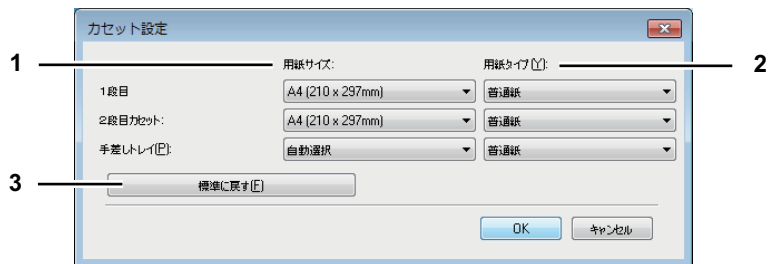 カセット設定
1 用紙サイズ: 用紙タイプ(Y): 2
1段目 A4 (210 x 297mm) 普通紙
2段目カセット: A4 (210 x 297mm) 普通紙
手差しトレイ(P): 自動選択 普通紙
3 標準に戻す(F)
OK キャンセル